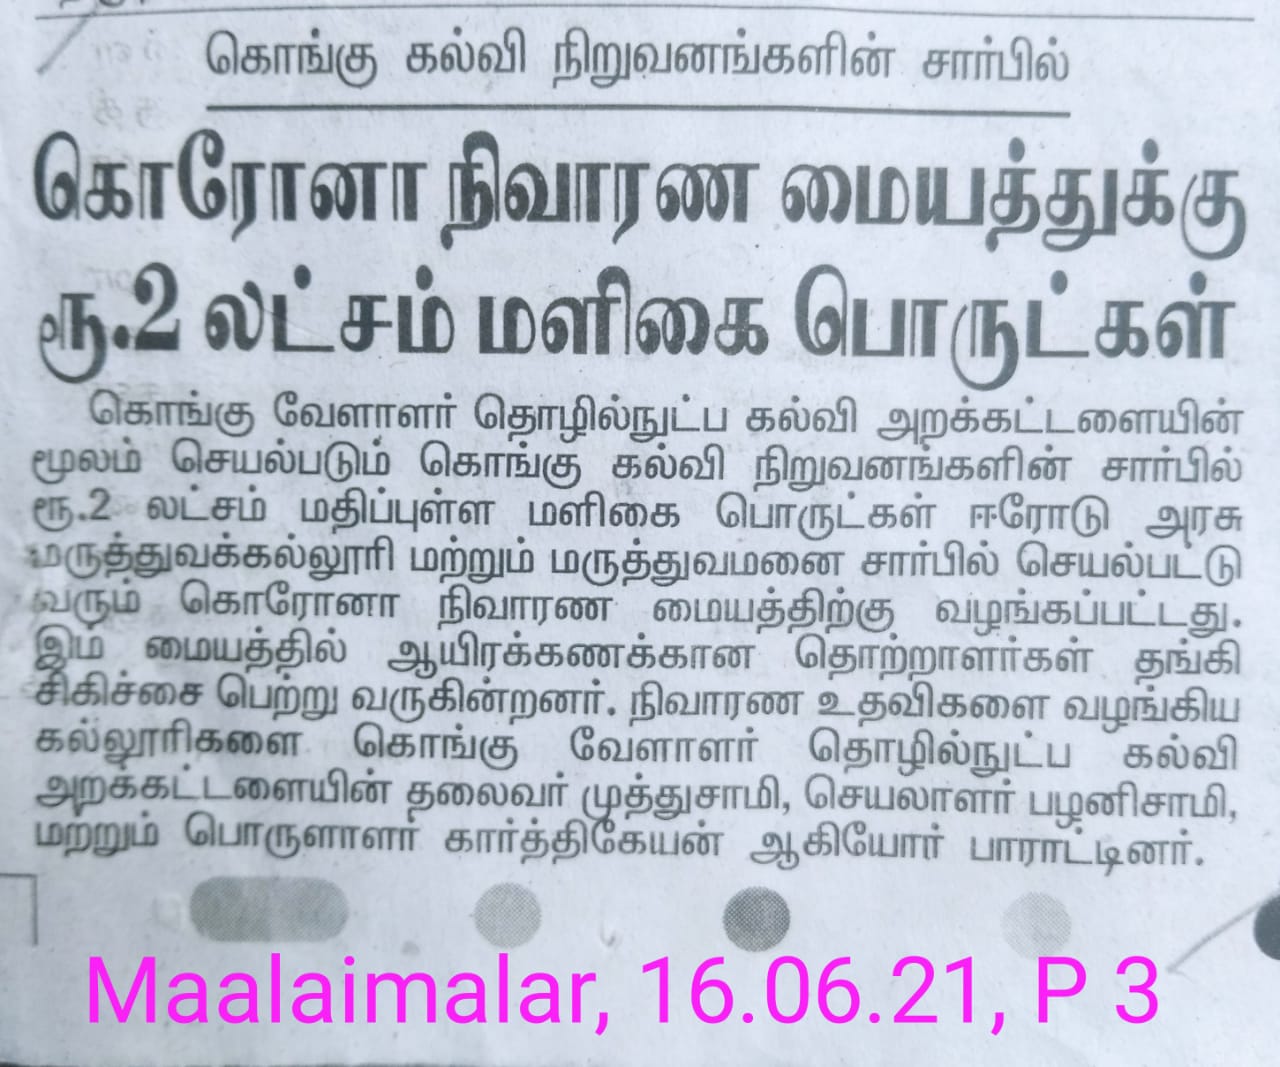 கொங்கு கல்வி நிறுவனங்களின் சார்பில்
கொரோனா நிவாரண மையத்துக்கு
ரூ.2 லட்சம் மளிகை பொருட்கள்
கொங்கு வேளாளர் தொழில்நுட்ப கல்வி அறக்கட்டளையின்
மூலம் செயல்படும் கொங்கு கல்வி நிறுவனங்களின் சார்பில்
ரூ.2 லட்சம் மதிப்புள்ள மளிகை பொருட்கள் ஈரோடு அரசு
மருத்துவக்கல்லூரி மற்றும் மருத்துவமனை சார்பில் செயல்பட்டு
வரும் கொரோனா நிவாரண மையத்திற்கு வழங்கப்பட்டது.
இம் மையத்தில் ஆயிரக்கணக்கான தொற்றாளர்கள் தங்கி
சிகிச்சை பெற்று வருகின்றனர். நிவாரண உதவிகளை வழங்கிய
கல்லூரிகளை கொங்கு வேளாளர் தொழில்நுட்ப கல்வி
அறக்கட்டளையின் தலைவர் முத்துசாமி, செயலாளர் பழனிசாமி,
மற்றும் பொருளாளர் கார்த்திகேயன் ஆகியோர் பாராட்டினர்.
Maalaimalar, 16.06.21, P 3